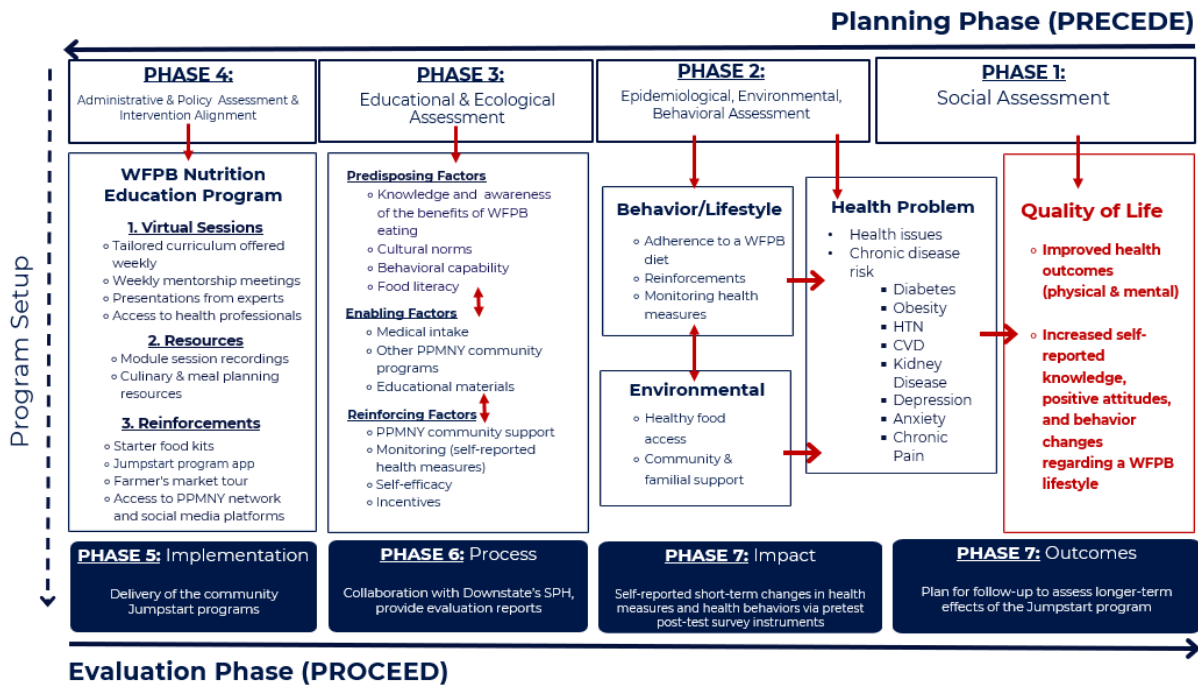 Planning Phase (PRECEDE)
Program Setup
PHASE 4:
Administrative & Policy Assessment &
Intervention Alignment
PHASE 3:
Educational & Ecological
Assessment
PHASE 2:
Epidemiological, Environmental,
Behavioral Assessment
PHASE 1:
Social Assessment
WFPB Nutrition
Education Program
1. Virtual Sessions
Tailored curriculum offered
weekly
Weekly mentorship meetings
Presentations from experts
Access to health professionals
2. Resources
Module session recordings
Culinary & meal planning
resources
3. Reinforcements
Starter food kits
Jumpstart program app
Farmer's market tour
Access to PPMNY network
and social media platforms
Predisposing Factors
Knowledge and awareness
of the benefits of WFPB
eating
Cultural norms
Behavioral capability
Food literacy
Enabling Factors
Medical intake
Other PPMNY community
programs
Educational materials
Reinforcing Factors
PPMNY community support
Monitoring (self-reported
health measures)
Self-efficacy
Incentives
Behavior/Lifestyle
Adherence to a WFPB
diet
Reinforcements
Monitoring health
measures
Environmental
Healthy food
access
Community &
familial support
Health Problem
Health issues
Chronic disease
risk
Diabetes
Obesity
HTN
CVD
Kidney
Disease
Depression
Anxiety
Chronic
Pain
Quality of Life
Improved health
outcomes
(physical & mental)
Increased self-
reported
knowledge,
positive attitudes,
and behavior
changes
regarding a WFPB
lifestyle
PHASE 5: Implementation
Delivery of the community
Jumpstart programs
PHASE 6: Process
Collaboration with Downstate's SPH,
provide evaluation reports
PHASE 7: Impact
Self-reported short-term changes in health
measures and health behaviors via pretest
post-test survey instruments
PHASE 7: Outcomes
Plan for follow-up to assess longer-term
effects of the Jumpstart program
Evaluation Phase (PROCEED)